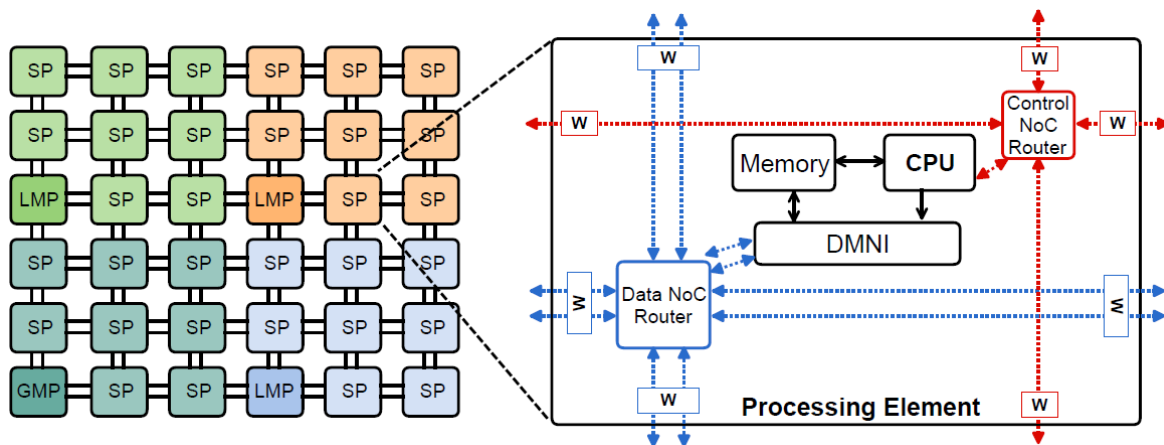 SP SP SP SP SP SP
SP SP SP SP SP SP
LMP SP SP LMP SP SP
SP SP SP SP SP SP
SP SP SP SP SP SP
GMP SP SP LMP SP SP
W W
W Control W
NoC
Router
Memory CPU
DMNI
W Data NoC W
Router
W W
Processing Element